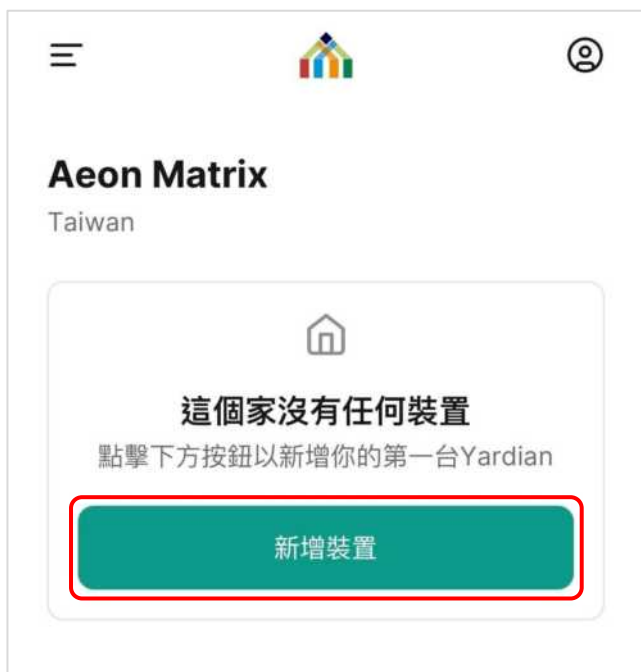 Aeon Matrix
Taiwan
這個家沒有任何裝置
點擊下方按鈕以新增你的第一台Yardian
新增裝置